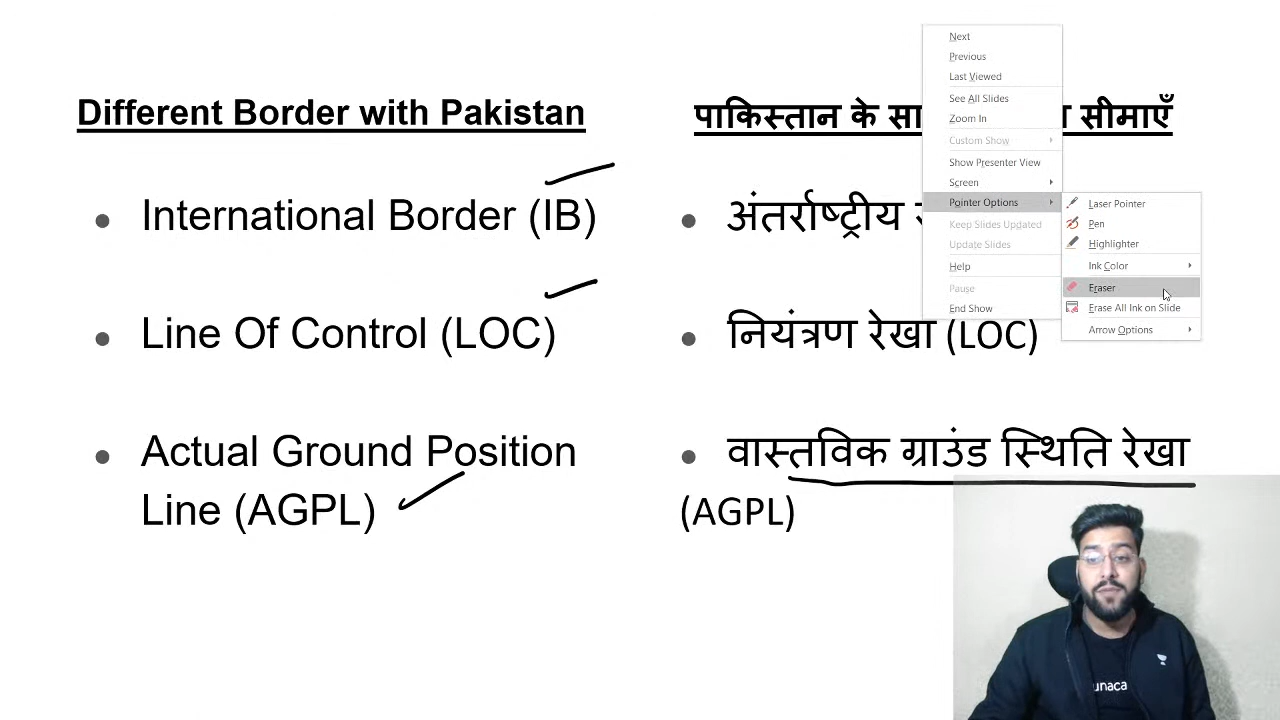 Different Border with Pakistan
International Border (IB)
Line Of Control (LOC)
Actual Ground Position
Line (AGPL)
पाकिस्तान के
सीमाएँ
अंतर्राष्ट्रीय
नियंत्रण रेखा (LOC)
वास्तविक ग्राउंड स्थिति रेखा
(AGPL)
Next
Previous
Last Viewed
See All Slides
Zoom In
Custom Show
Show Presenter View
Screen
Pointer Options
Keep Slides Updated
Update Slides
Help
Pause
End Show
Laser Pointer
Pen
Highlighter
Ink Color
Eraser
Erase All Ink on Slide
Arrow Options
unaca